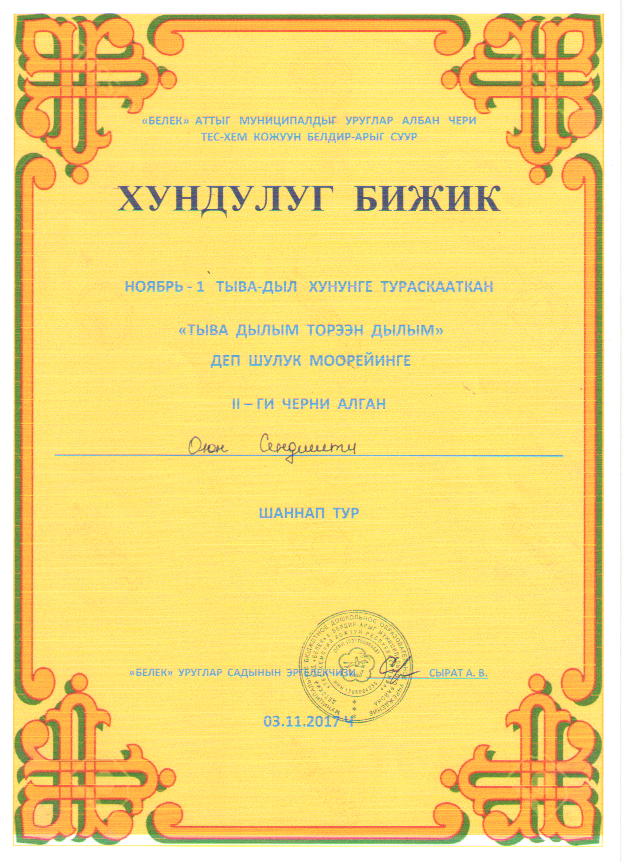 «БЕЛЕК» АТТЫГ МУНИЦИПАЛДЫГ УРУГЛАР АЛБАН ЧЕРИ
ТЕС-ХЕМ КОЖУУН БЕЛДИР-АРЫГ СУУР
ХУНДУЛУГ БИЖИК
НОЯБРЬ - 1 ТЫВА-ДЫЛ ХУНУНГЕ ТУРАСКААТКАН
«ТЫВА ДЫЛЫМ ТОРЭЭН ДЫЛЫМ»
ДЕП ШУЛУК МООРЕЙИНГЕ
II – ГИ ЧЕРНИ АЛГАН
Оюн
ШАННАП ТУР
«БЕЛЕК» УРУГЛАР САДЫНЫН ЭРГЕЛЕКЧИЗИ СЫРАТ А. В.
03.11.2017 Ч